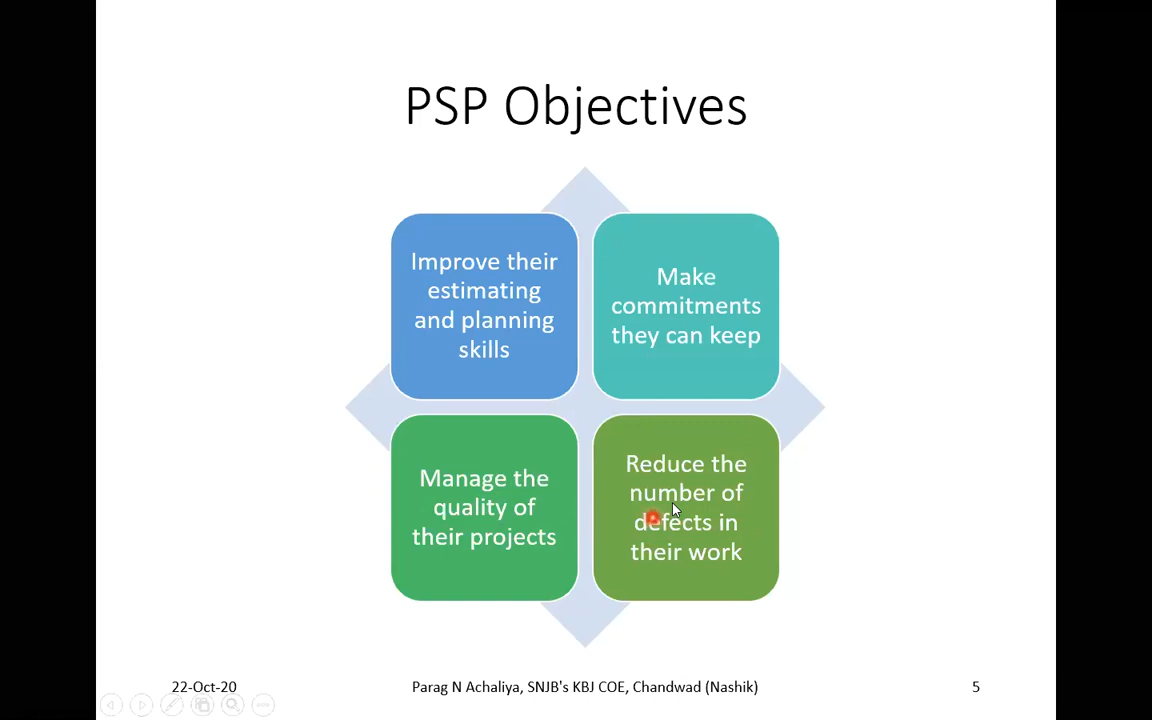 PSP Objectives
Improve their
estimating
and planning
skills
Make
commitments
they can keep
Manage the
quality of
their projects
Reduce the
number of
defects in
their work
22-Oct-20
Parag N Achaliya, SNJB's KBJ COE, Chandwad (Nashik)
5